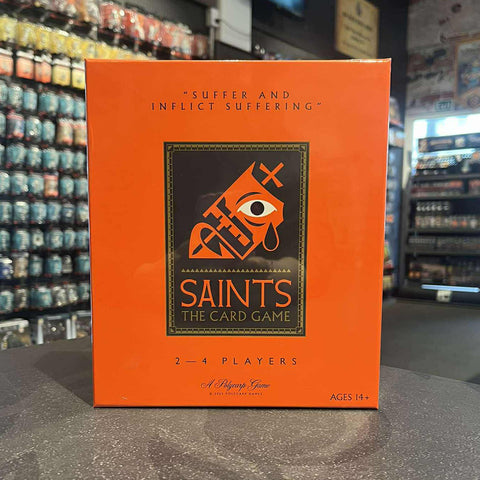 "SUFFER AND
INFLICT SUFFERING"
SAINTS
THE CARD GAME
2—4 PLAYERS
A Polycarp Game
AGES 14+